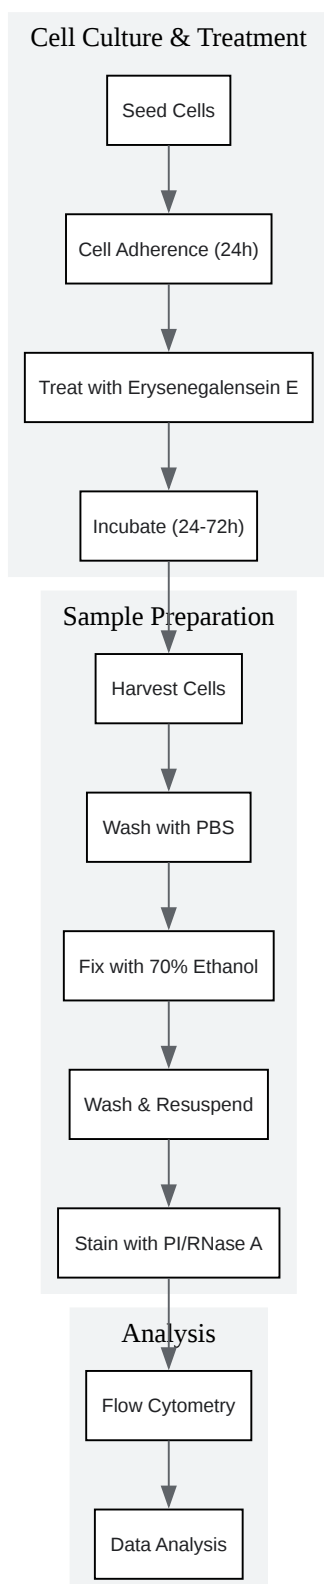 Cell Culture & Treatment
Seed Cells
Cell Adherence (24h)
Treat with Erysenegalensein E
Incubate (24-72h)
Sample Preparation
Harvest Cells
Wash with PBS
Fix with 70% Ethanol
Wash & Resuspend
Stain with PI/RNase A
Analysis
Flow Cytometry
Data Analysis